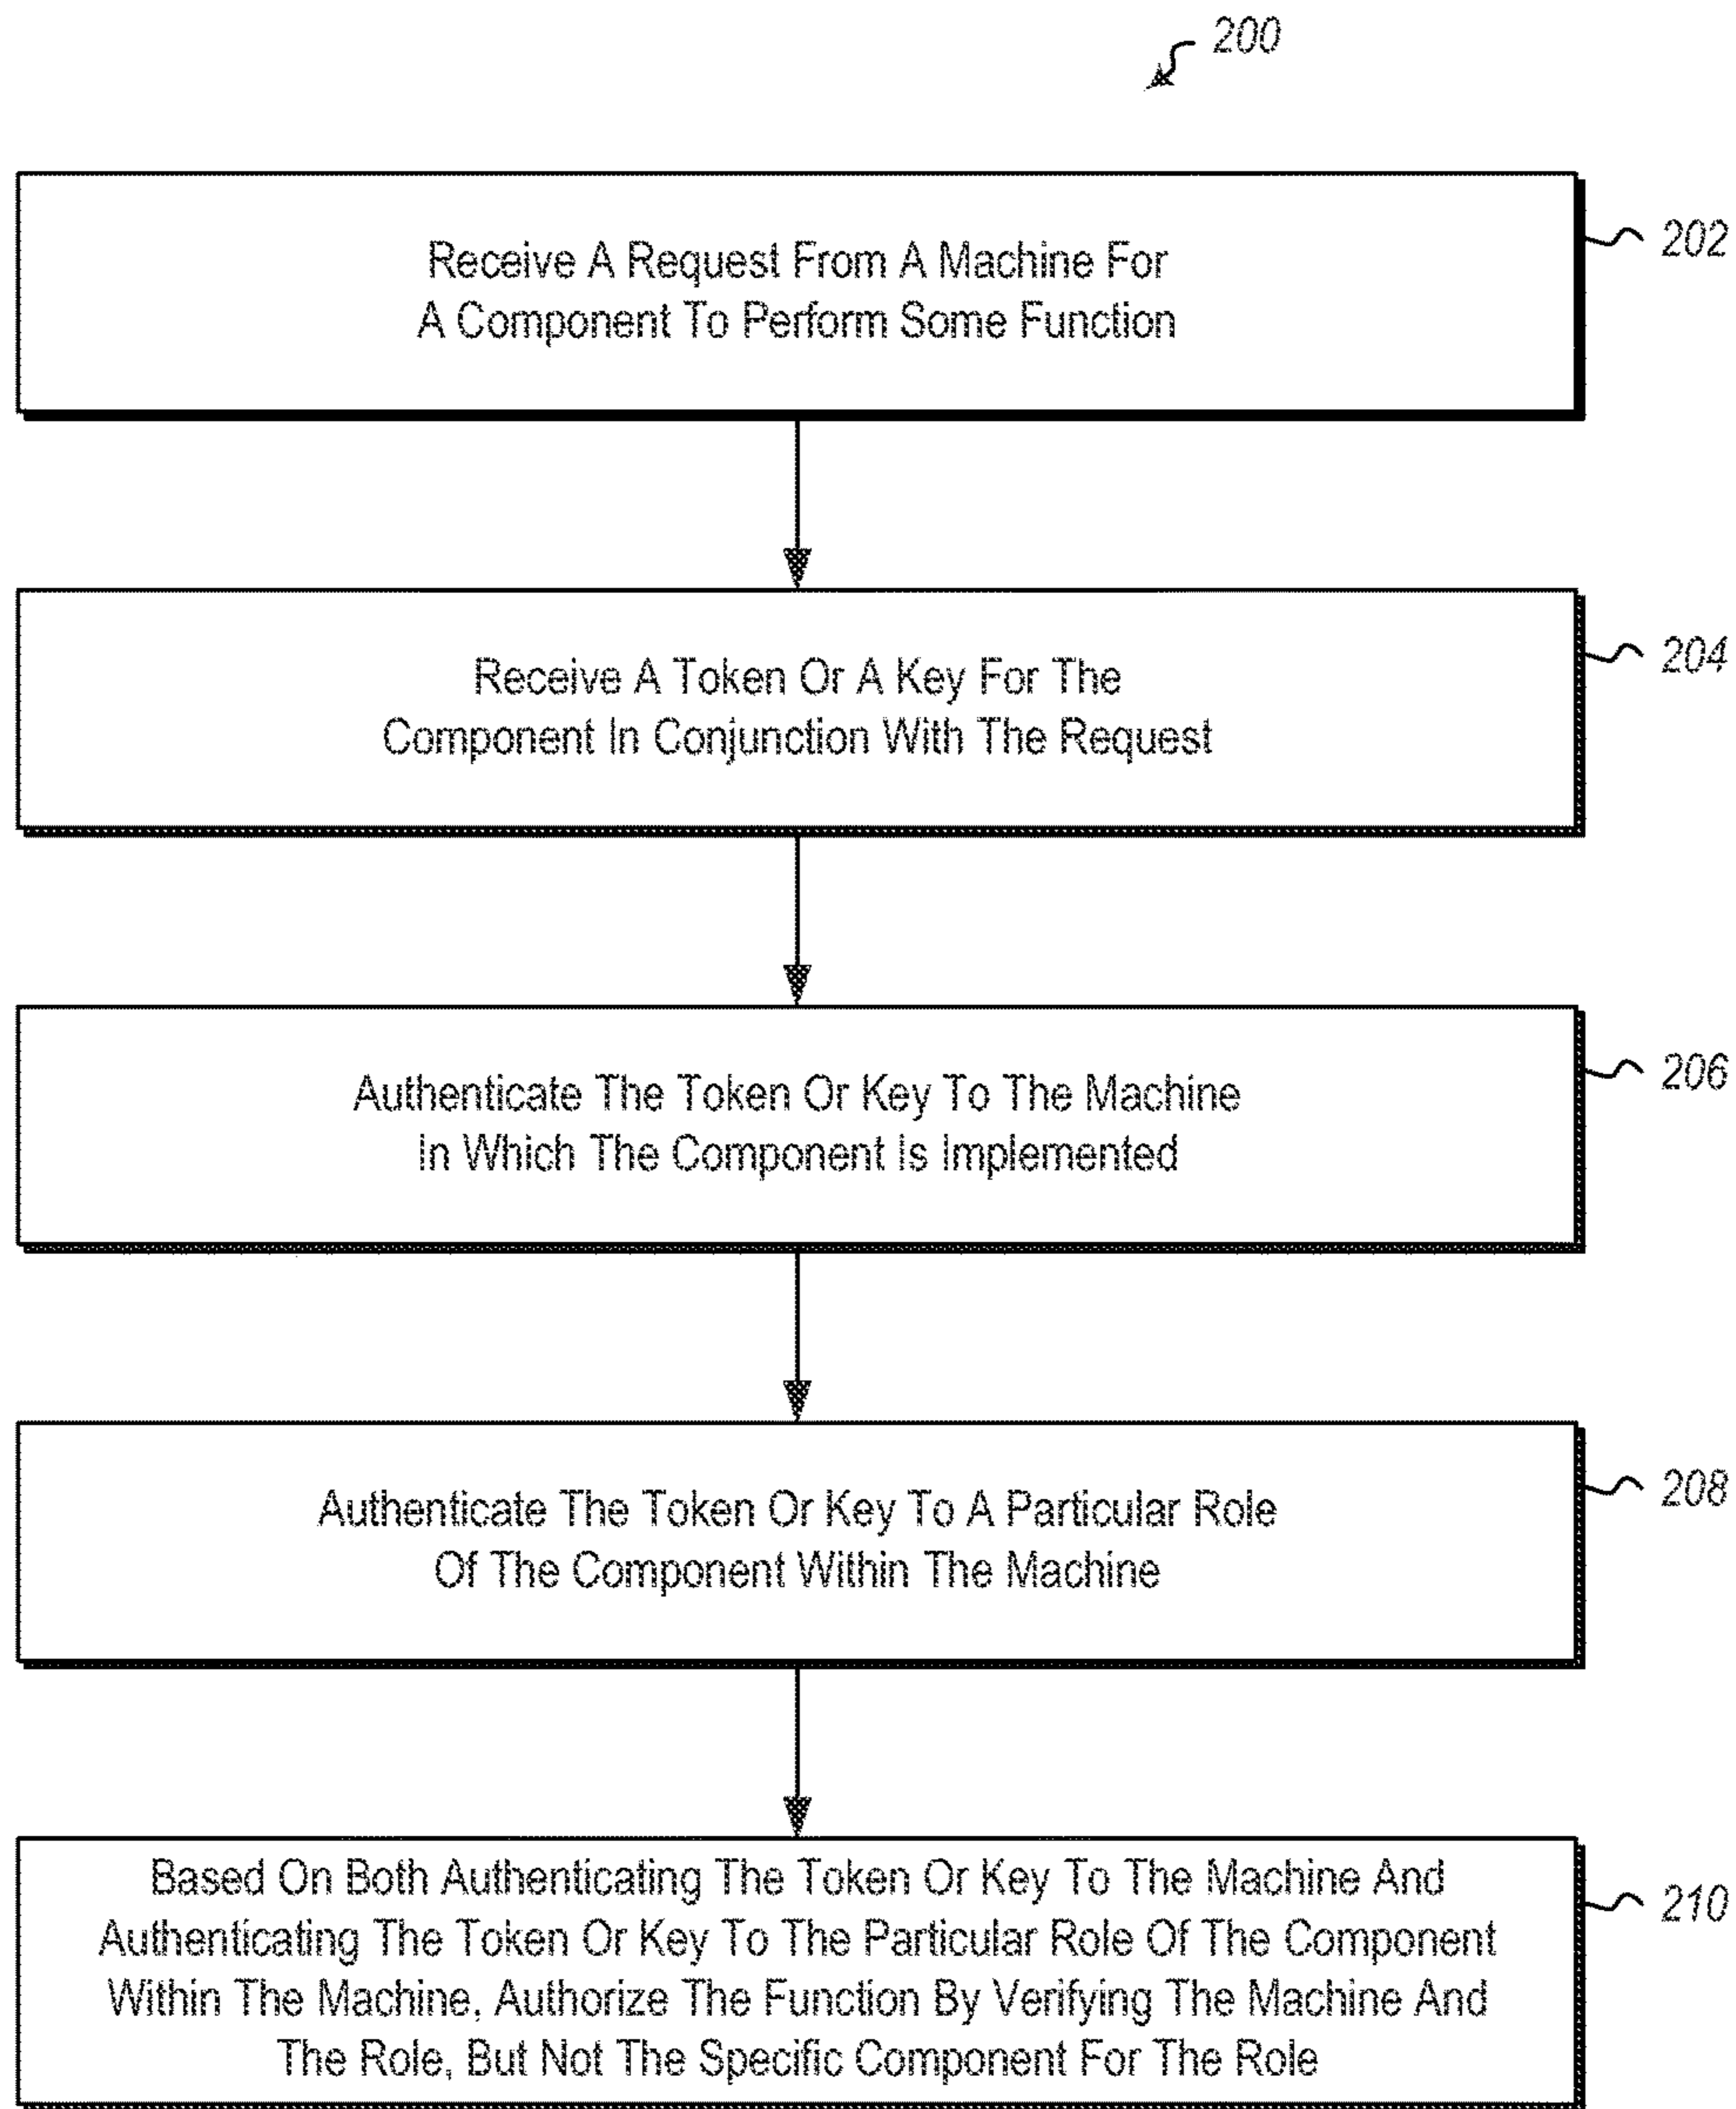 200
Receive A Request From A Machine For
A Component To Perform Some Function
202
Receive A Token Or A Key For The
Component In Conjunction With The Request
204
Authenticate The Token Or Key To The Machine
In Which The Component Is Implemented
206
Authenticate The Token Or Key To A Particular Role
Of The Component Within The Machine
208
Based On Both Authenticating The Token Or Key To The Machine And
Authenticating The Token Or Key To The Particular Role Of The Component
Within The Machine, Authorize The Function By Verifying The Machine And
The Role, But Not The Specific Component For The Role
210